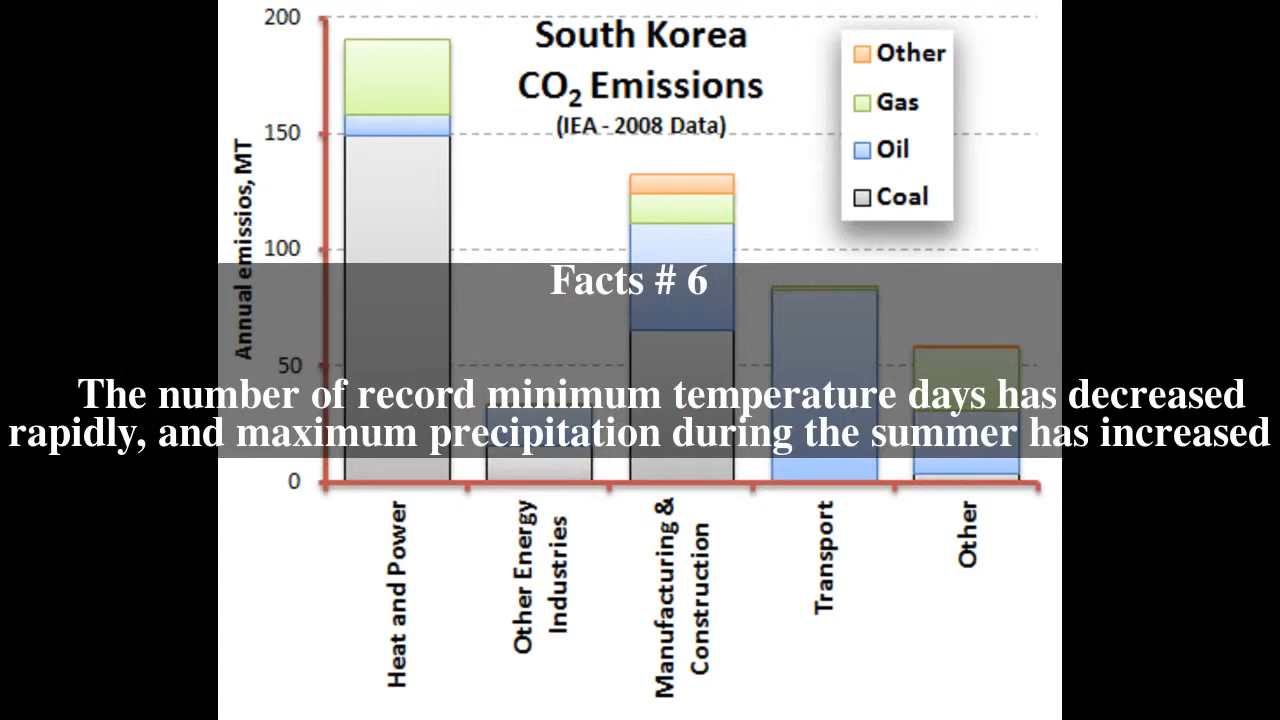 200
South Korea
CO₂ Emissions
(IEA - 2008 Data)
Other
Gas
Oil
Coal
150
100
50
0
Annual emissios, MT
Facts # 6
The number of record minimum temperature days has decreased
rapidly, and maximum precipitation during the summer has increased
Heat and Power
Other Energy
Industries
Manufacturing &
Construction
Transport
Other